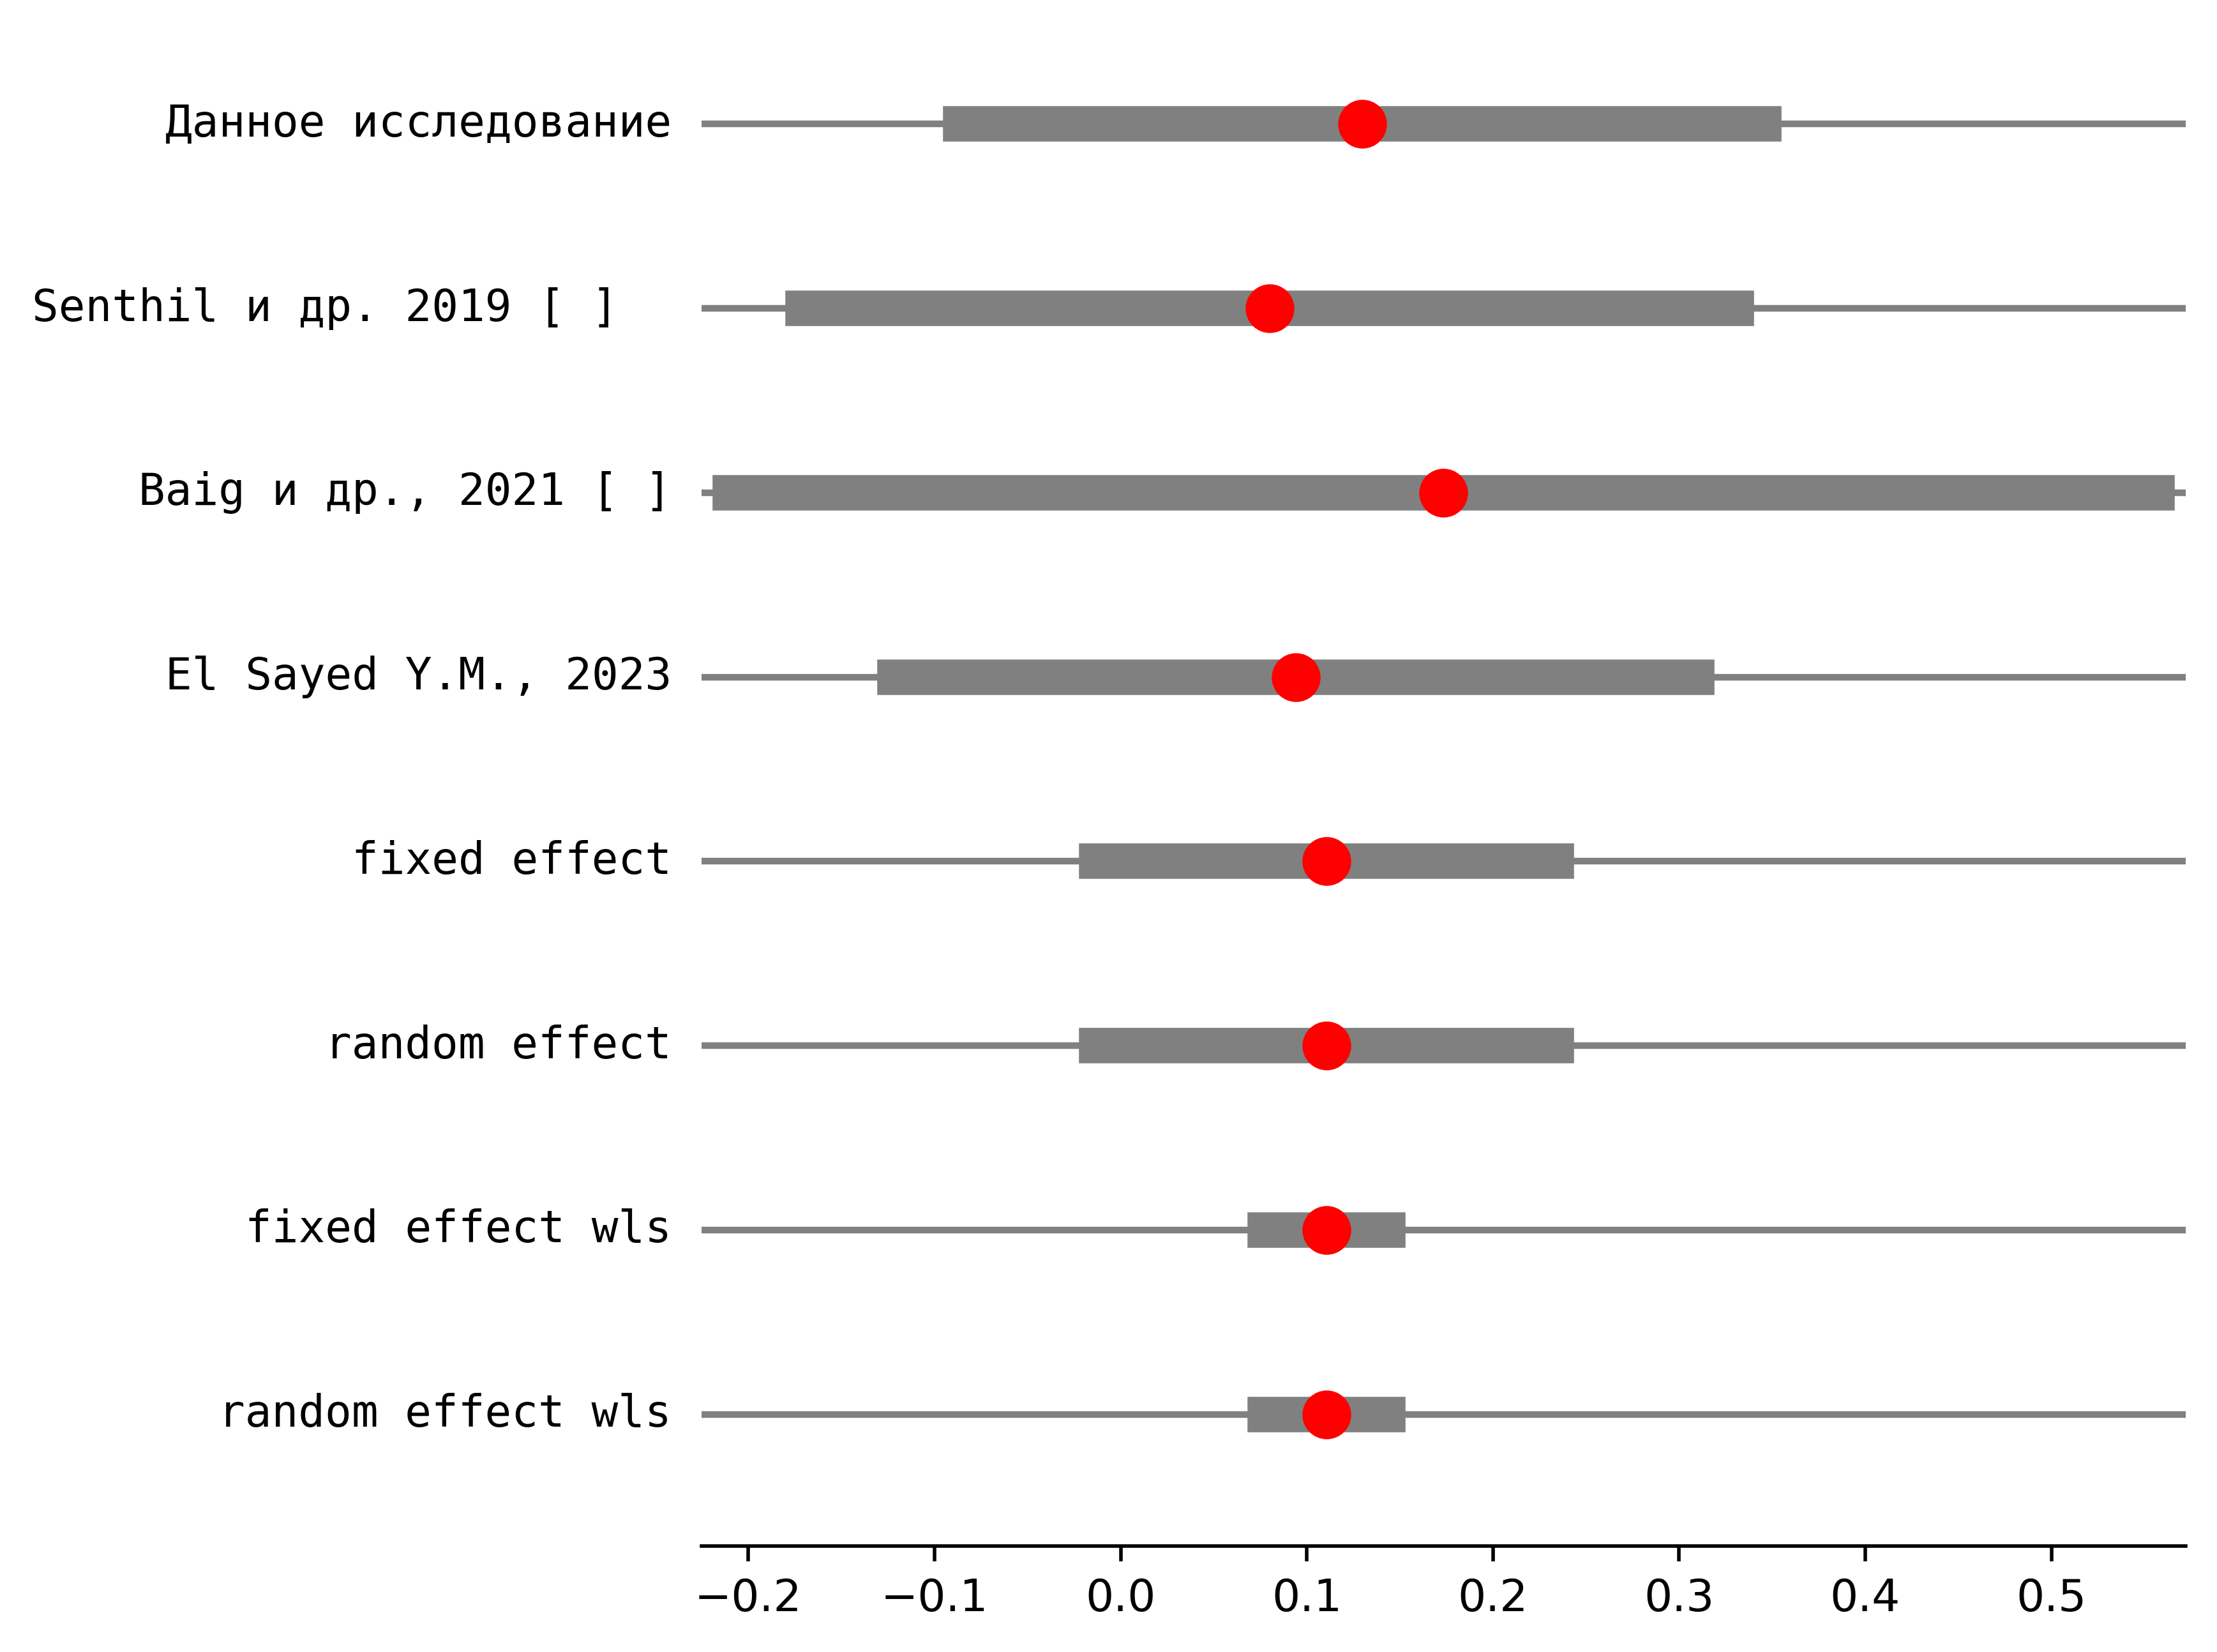 Данное исследование
Senthil и др. 2019 [ ]
Baig и др., 2021 [ ]
El Sayed Y.M., 2023
fixed effect
random effect
fixed effect wls
random effect wls
−0.2 −0.1 0.0 0.1 0.2 0.3 0.4 0.5